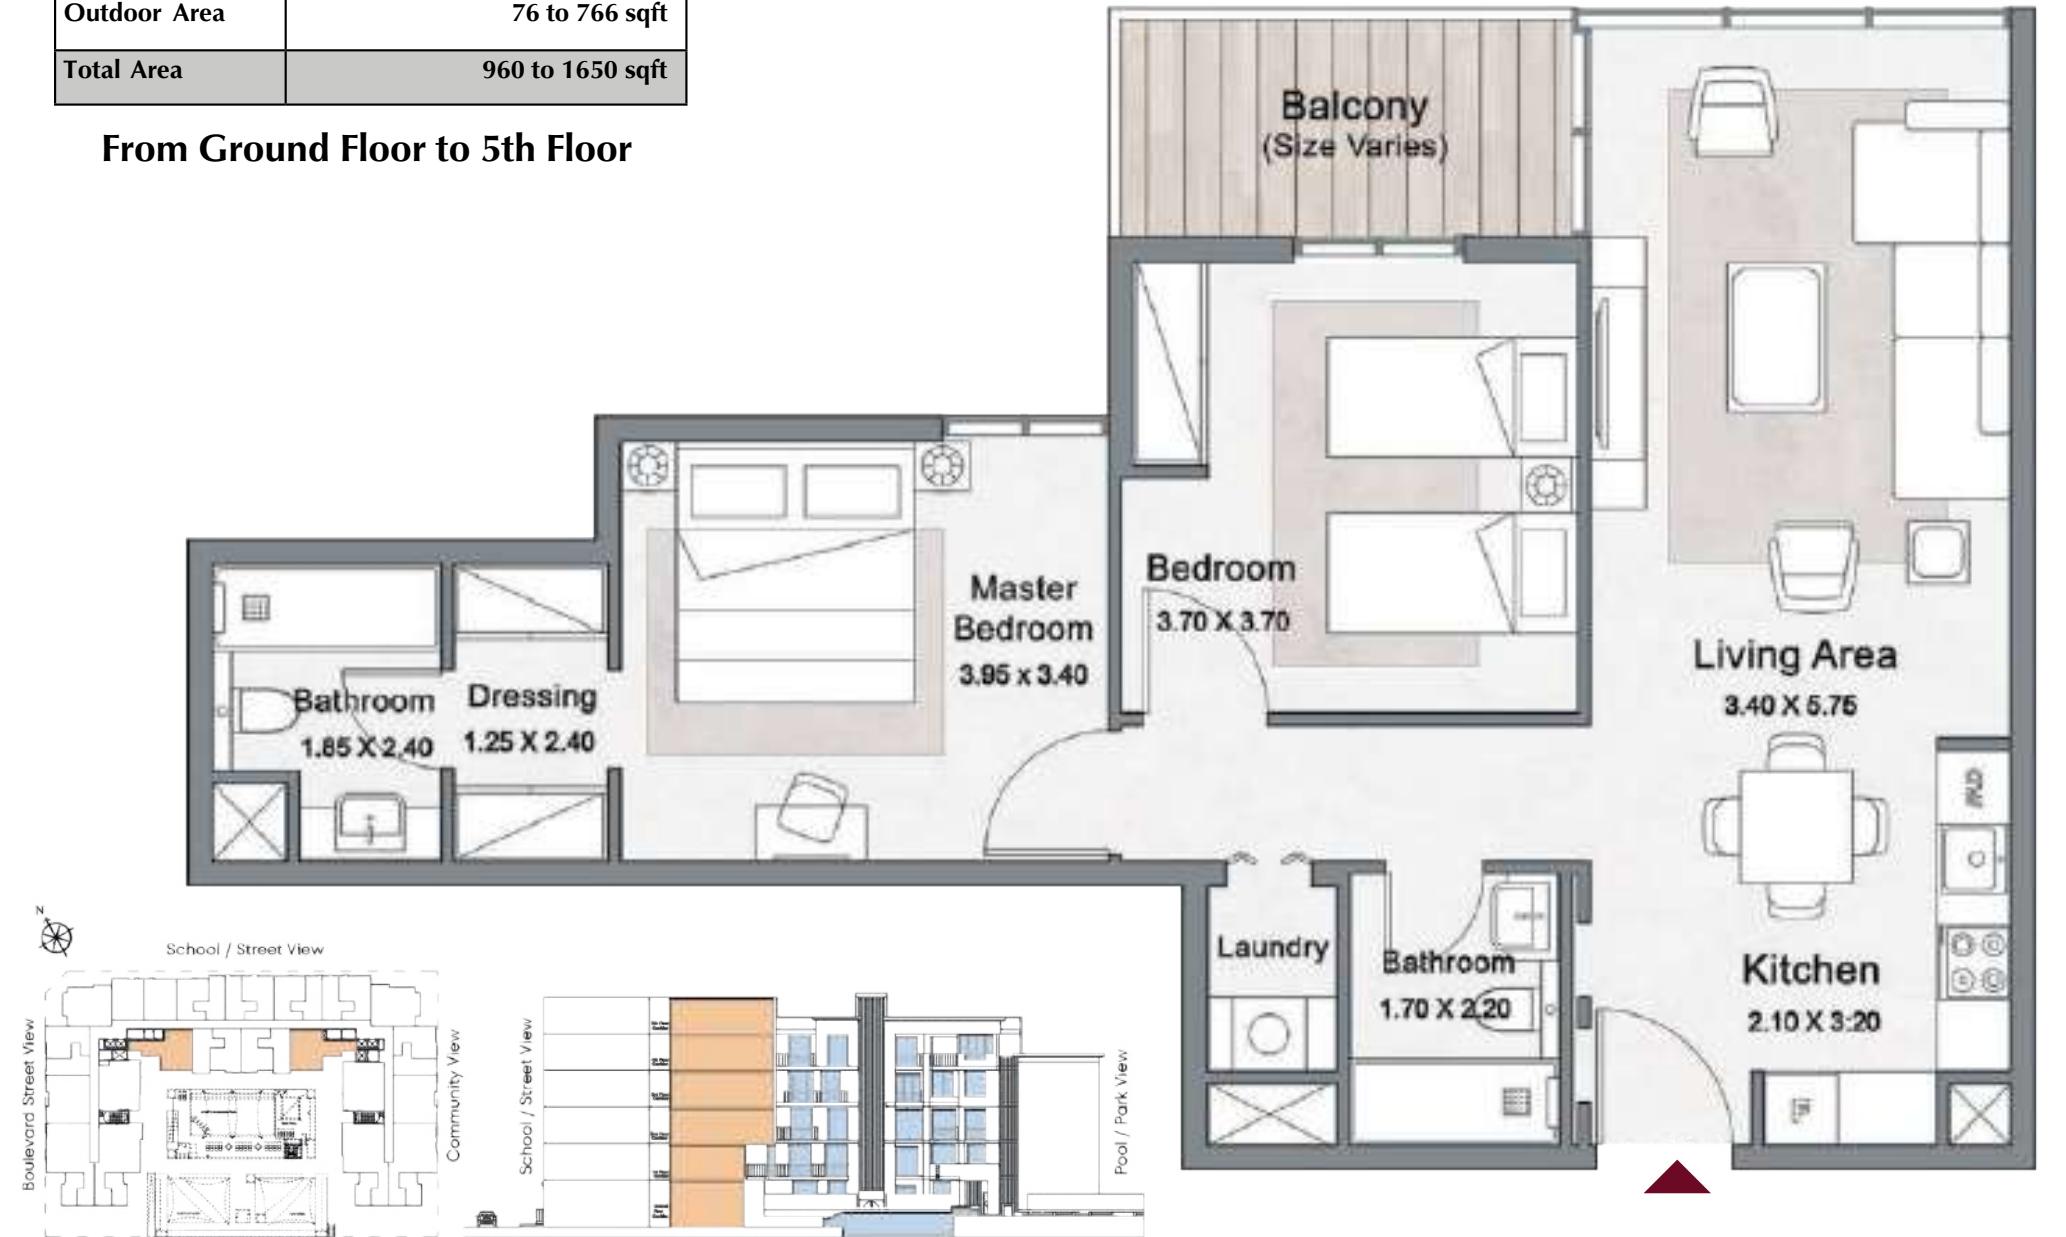 Outdoor Area 76 to 766 sqft
Total Area 960 to 1650 sqft
From Ground Floor to 5th Floor
Balcony
(Size Varies)
Bedroom
3.70 X 3.70
Master
Bedroom
3.95 x 3.40
Living Area
3.40 X 5.75
Bathroom
1.85 X 2.40
Dressing
1.25 X 2.40
Laundry
Bathroom
1.70 X 2.20
Kitchen
2.10 X 3:20
N
School / Street View
Boulevard Street View
Community View
School / Street View
Pool / Park View